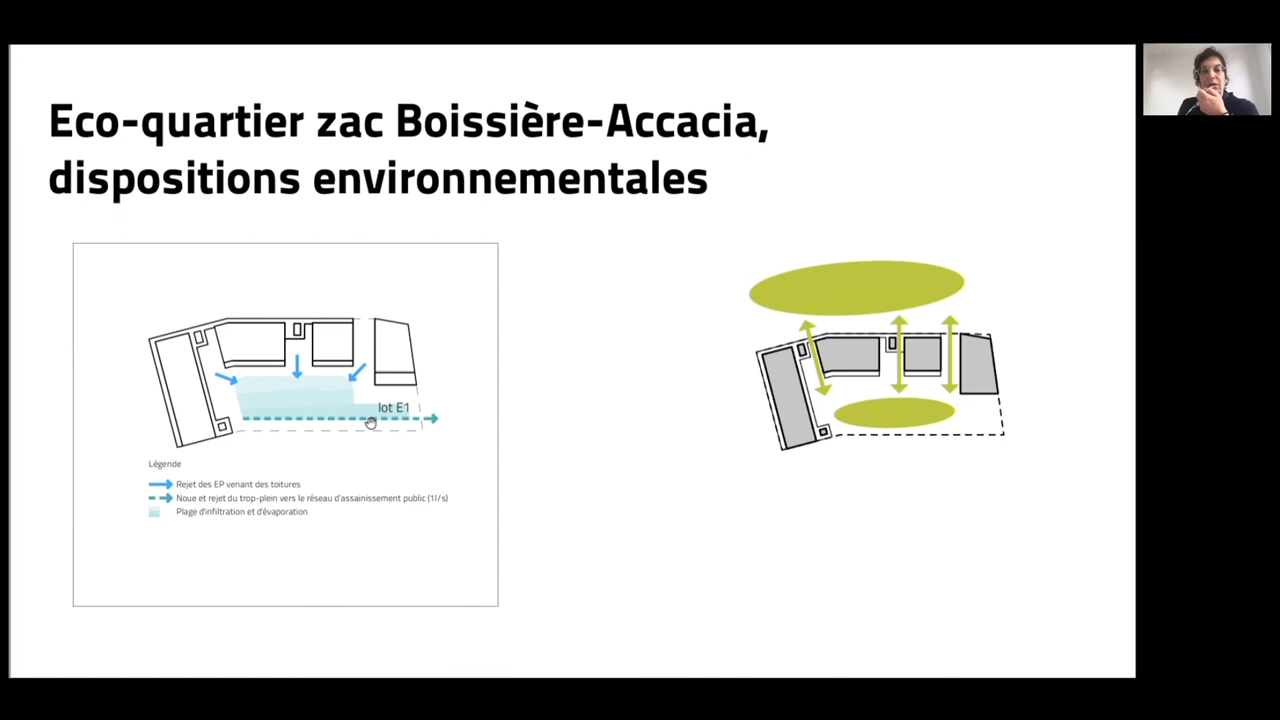 Eco-quartier zac Boissière-Accacia,
dispositions environnementales
lot E1
Légende
Rejet des EP venant des toitures
Noue et rejet du trop-plein vers le réseau d'assainissement public (1l/s)
Plage d'infiltration et d'évaporation